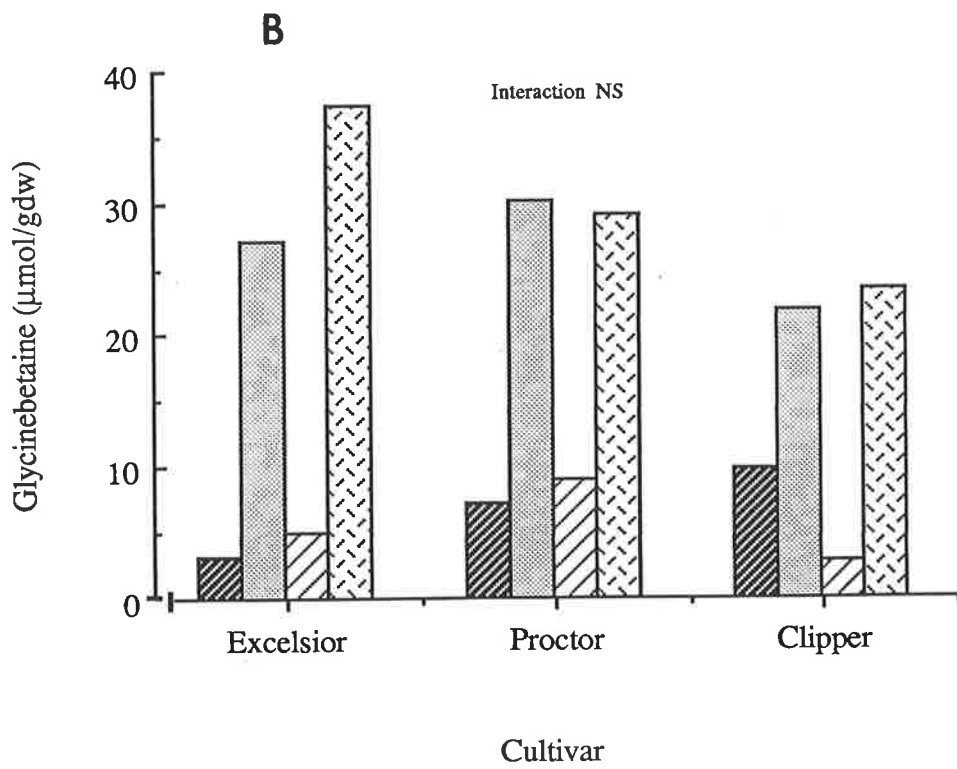 B
Interaction NS
Glycinebetaine (µmol/gdw)
40
30
20
10
0
Excelsior Proctor Clipper
Cultivar